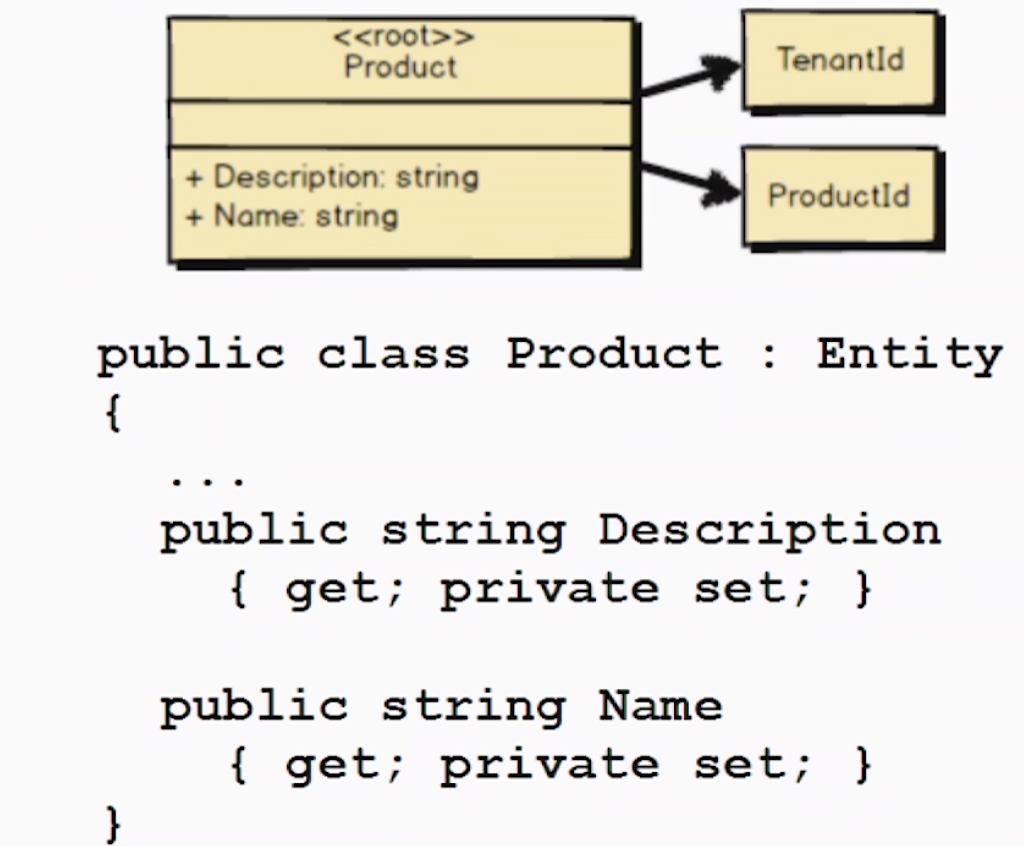 <<root>>
Product
+ Description: string
+ Name: string
TenantId
ProductId
public class Product : Entity
{
...
public string Description
{ get; private set; }
public string Name
{ get; private set; }
}